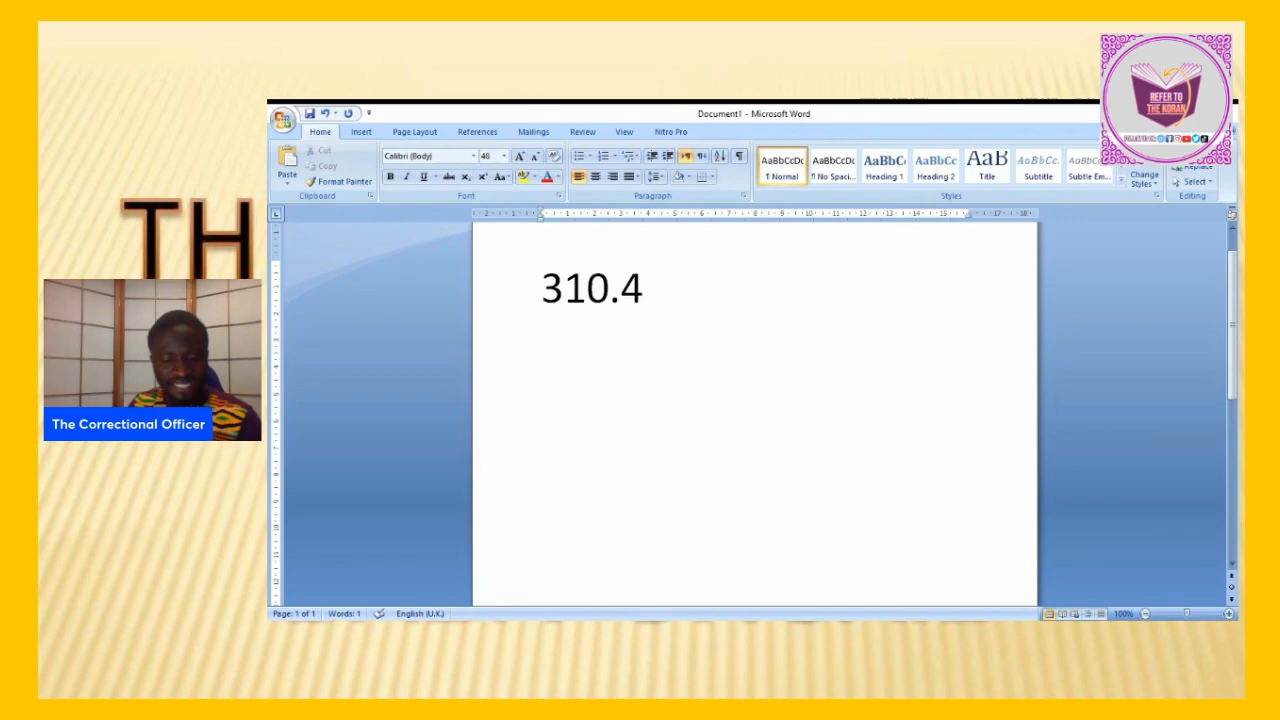 REFER TO
THE KORAN
TH
Document1 - Microsoft Word
Home Insert Page Layout References Mailings Review View Nitro Pro
Cut
Copy
Paste
Format Painter
Calibri (Body) 48
AaBbCcDc AaBbCcDc AaBbC AaBbCc AaB AaBbCc. AaBbCc
¶ Normal ¶ No Spaci... Heading 1 Heading 2 Title Subtitle Subtle Em...
Change
Styles
Replace
Select
Clipboard Font Paragraph Styles Editing
310.4
The Correctional Officer
Page: 1 of 1 Words: 1 English (U.K.) 100%